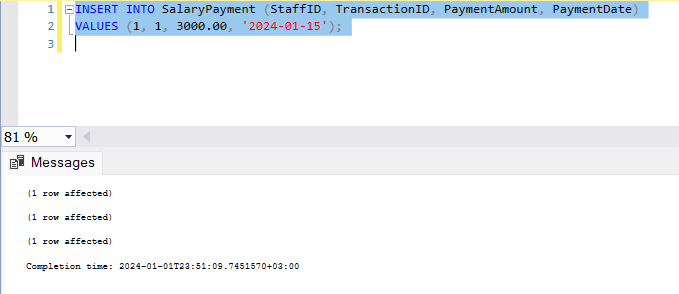 1 INSERT INTO SalaryPayment (StaffID, TransactionID, PaymentAmount, PaymentDate)
2 VALUES (1, 1, 3000.00, '2024-01-15');
3
81 %
Messages
(1 row affected)
(1 row affected)
(1 row affected)
Completion time: 2024-01-01T23:51:09.7451570+03:00